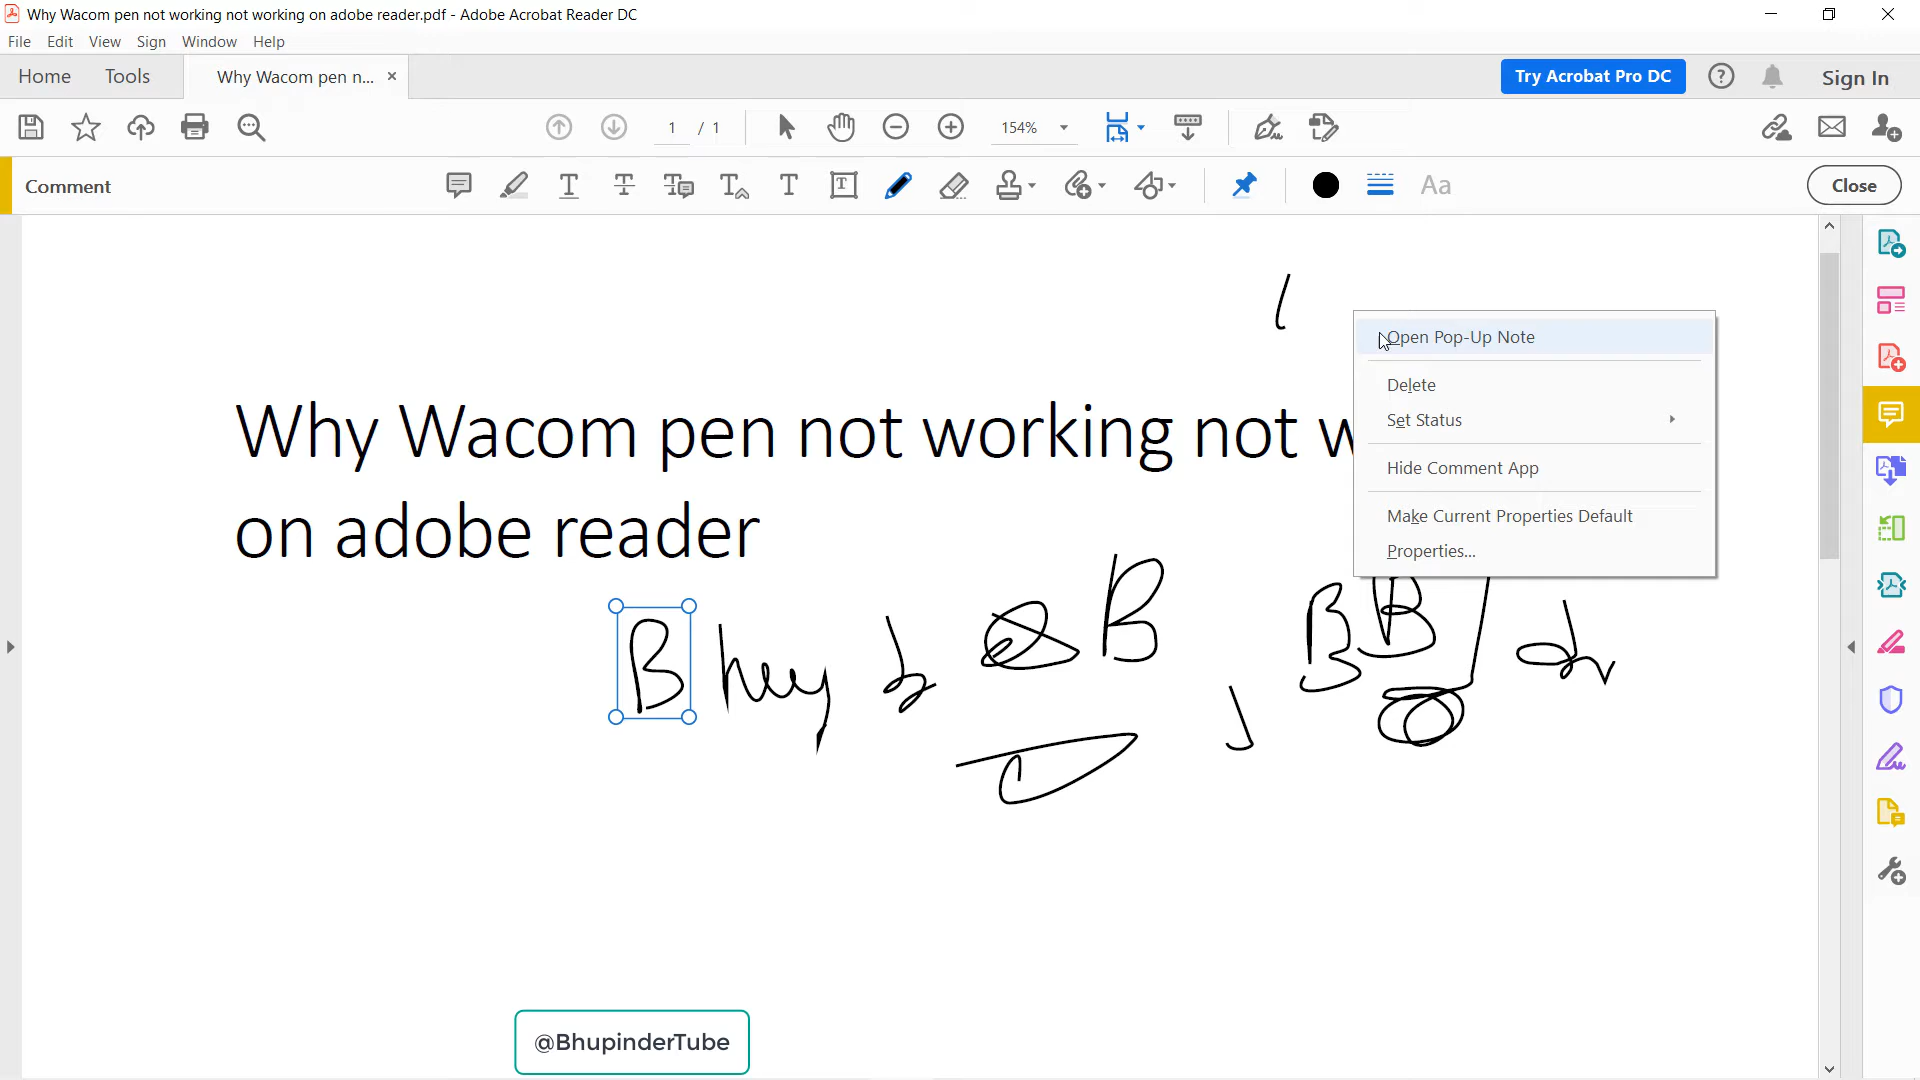 Why Wacom pen not working not working on adobe reader.pdf - Adobe Acrobat Reader DC
File Edit View Sign Window Help
Home Tools Why Wacom pen n... Try Acrobat Pro DC Sign In
1 / 1 154%
Comment Close
Open Pop-Up Note
Delete
Set Status
Hide Comment App
Make Current Properties Default
Properties...
Why Wacom pen not working not w
on adobe reader
B hey B B B
@BhupinderTube